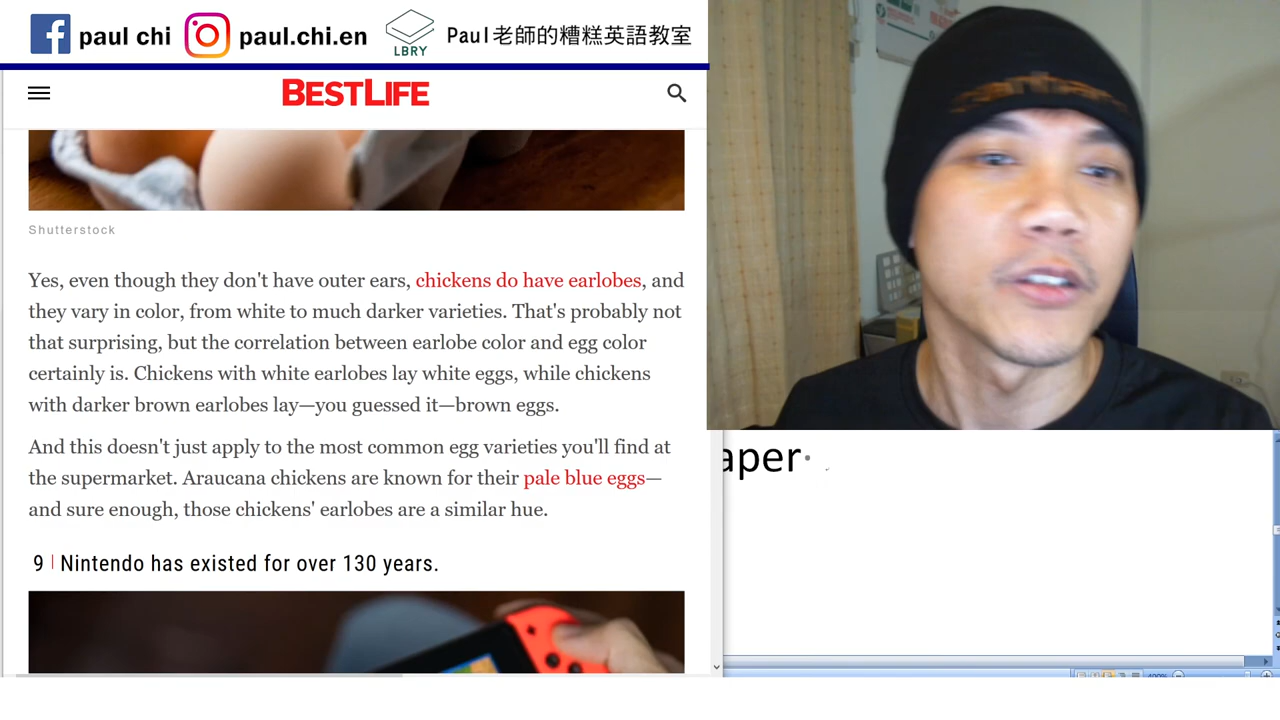 paul chi
paul.chi.en
LBRY
Paul老師的糟糕英語教室
BESTLIFE
Shutterstock
Yes, even though they don't have outer ears, chickens do have earlobes, and
they vary in color, from white to much darker varieties. That's probably not
that surprising, but the correlation between earlobe color and egg color
certainly is. Chickens with white earlobes lay white eggs, while chickens
with darker brown earlobes lay—you guessed it—brown eggs.
And this doesn't just apply to the most common egg varieties you'll find at
the supermarket. Araucana chickens are known for their pale blue eggs—
and sure enough, those chickens' earlobes are a similar hue.
9 | Nintendo has existed for over 130 years.
aper